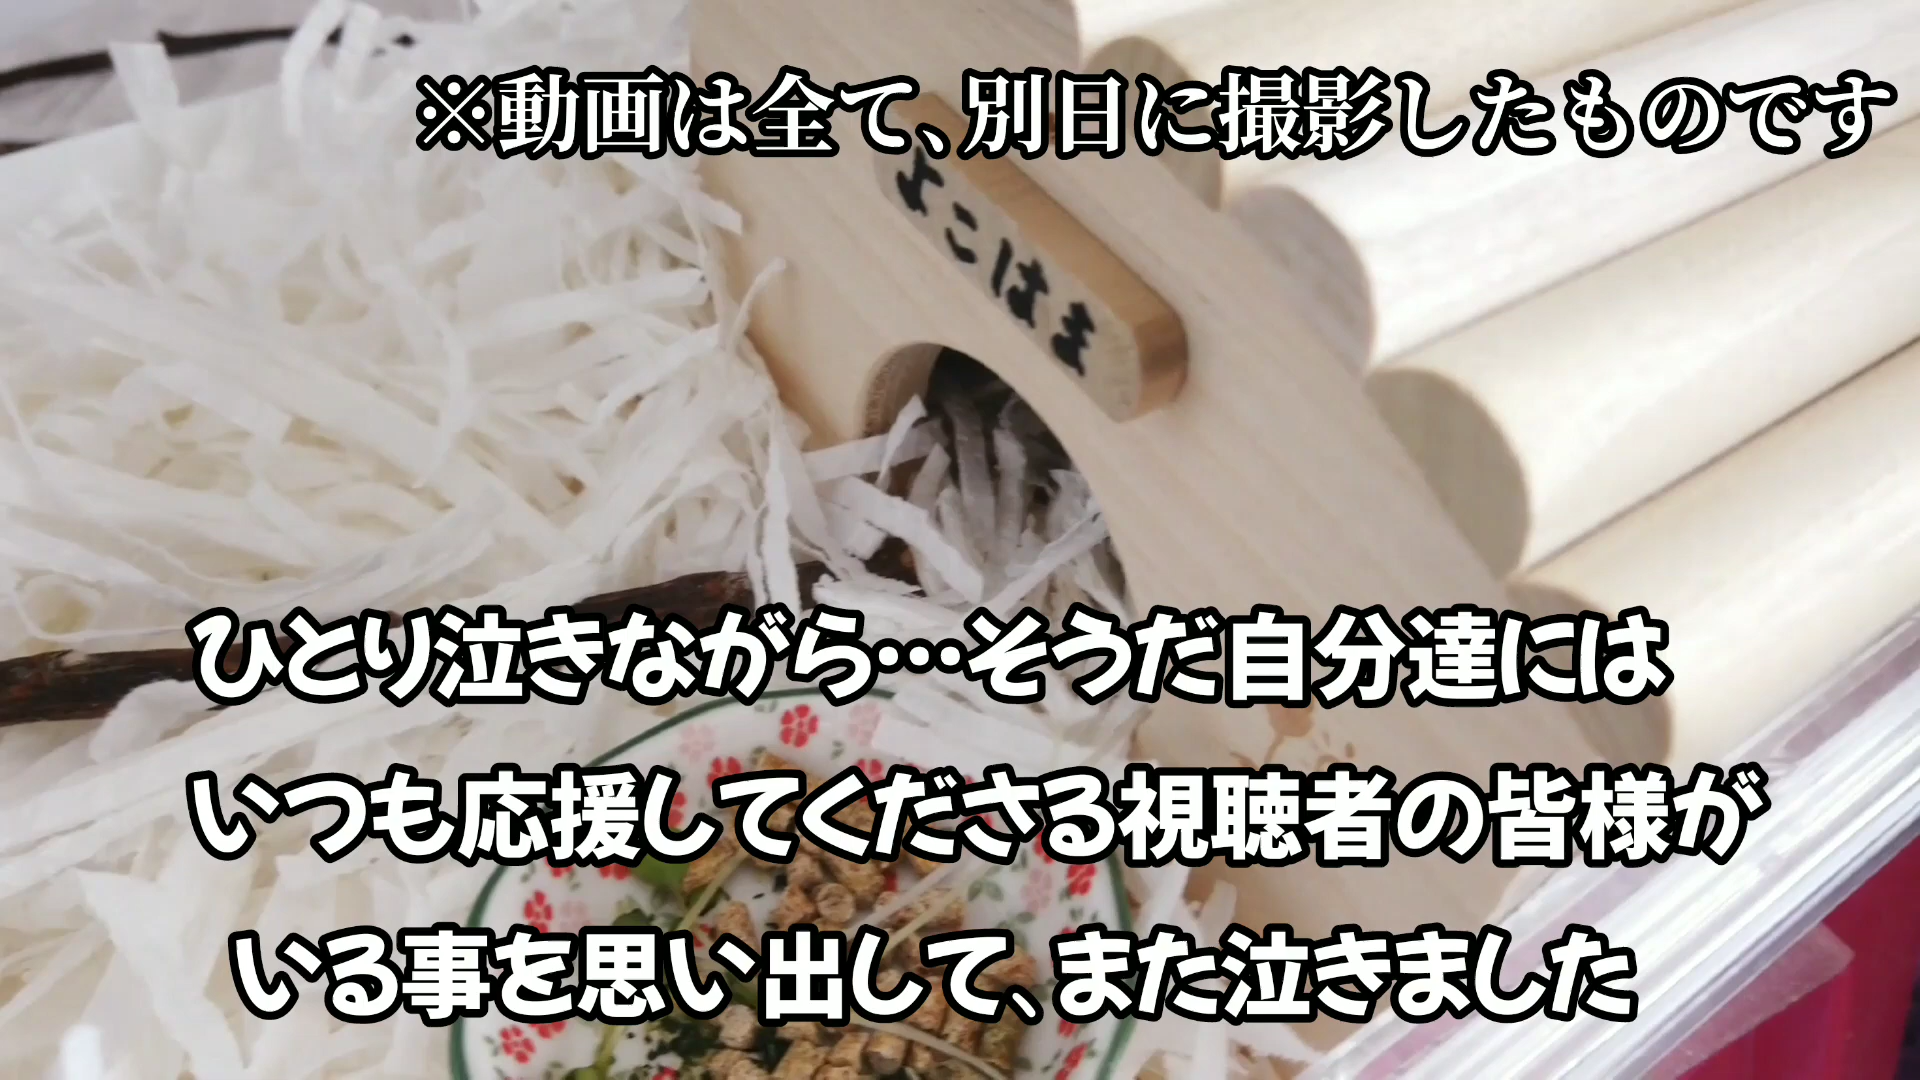 ※動画は全て、別日に撮影したものです
よこはま
ひとり泣きながら…そうだ自分達には
いつも応援してくださる視聴者の皆様が
いる事を思い出して、また泣きました